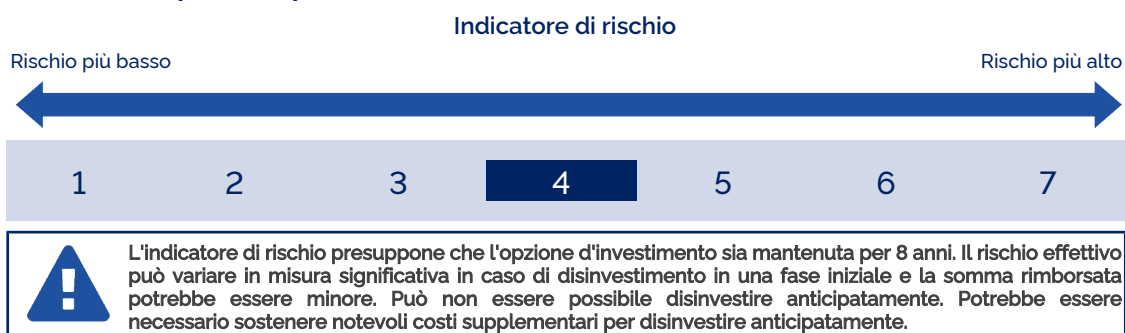 Indicatore di rischio
Rischio più basso Rischio più alto
1 2 3 4 5 6 7
L'indicatore di rischio presuppone che l'opzione d'investimento sia mantenuta per 8 anni. Il rischio effettivo
può variare in misura significativa in caso di disinvestimento in una fase iniziale e la somma rimborsata
potrebbe essere minore. Può non essere possibile disinvestire anticipatamente. Potrebbe essere
necessario sostenere notevoli costi supplementari per disinvestire anticipatamente.